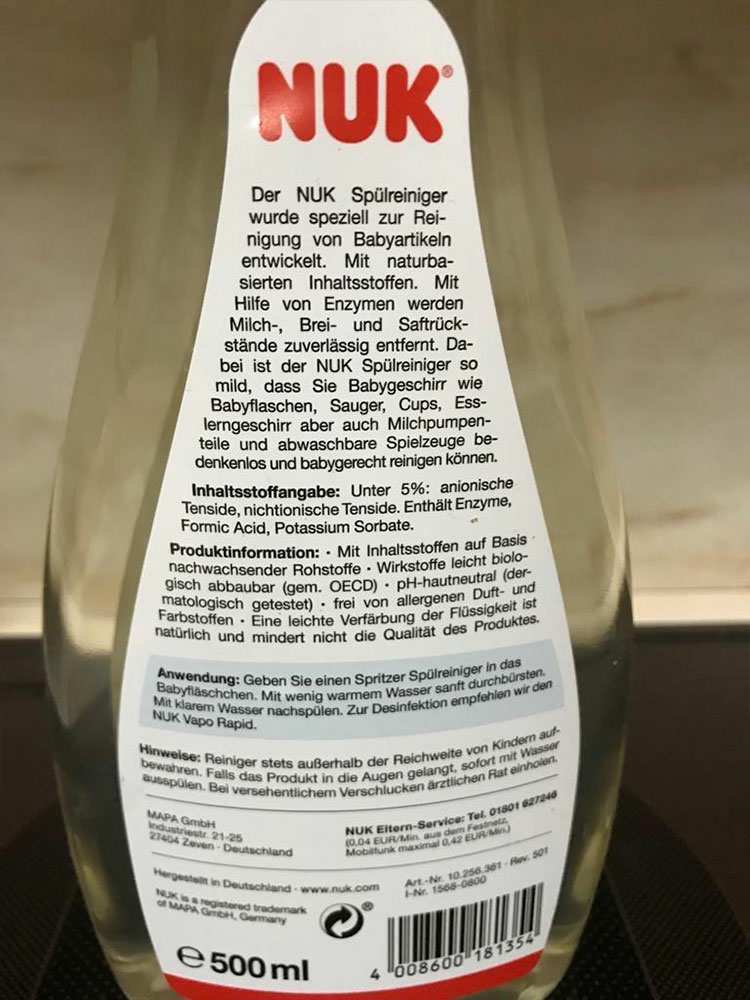 NUK®
Der NUK Spülreiniger
wurde speziell zur Rei-
nigung von Babyartikeln
entwickelt. Mit naturba-
sierten Inhaltsstoffen. Mit
Hilfe von Enzymen werden
Milch-, Brei- und Saftrück-
stände zuverlässig entfernt. Da-
bei ist der NUK Spülreiniger so
mild, dass Sie Babygeschirr wie
Babyflaschen, Sauger, Cups, Ess-
lerngeschirr aber auch Milchpumpen-
teile und abwaschbare Spielzeuge be-
denkenlos und babygerecht reinigen können.
Inhaltsstoffangabe: Unter 5%: anionische
Tenside, nichtionische Tenside. Enthält Enzyme,
Formic Acid, Potassium Sorbate.
Produktinformation: · Mit Inhaltsstoffen auf Basis
nachwachsender Rohstoffe · Wirkstoffe leicht biolo-
gisch abbaubar (gem. OECD) · pH-hautneutral (der-
matologisch getestet) · frei von allergenen Duft- und
Farbstoffen · Eine leichte Verfärbung der Flüssigkeit ist
natürlich und mindert nicht die Qualität des Produktes.
Anwendung: Geben Sie einen Spritzer Spülreiniger in das
Babyfläschchen. Mit wenig warmem Wasser sanft durchbürsten.
Mit klarem Wasser nachspülen. Zur Desinfektion empfehlen wir den
NUK Vapo Rapid.
Hinweise: Reiniger stets außerhalb der Reichweite von Kindern auf-
bewahren. Falls das Produkt in die Augen gelangt, sofort mit Wasser
ausspülen. Bei versehentlichem Verschlucken ärztlichen Rat einholen.
MAPA GmbH
Industriestr. 21-25
27404 Zeven - Deutschland
NUK Eltern-Service: Tel. 01801 627246
(0,04 EUR/Min. aus dem Festnetz,
Mobilfunk maximal 0,42 EUR/Min.)
Hergestellt in Deutschland · www.nuk.com
NUK is a registered trademark
of MAPA GmbH, Germany
Art.-Nr. 10.256.361 · Rev. 501
I-Nr. 1568-0800
®
℮ 500 ml
4 008600 181354